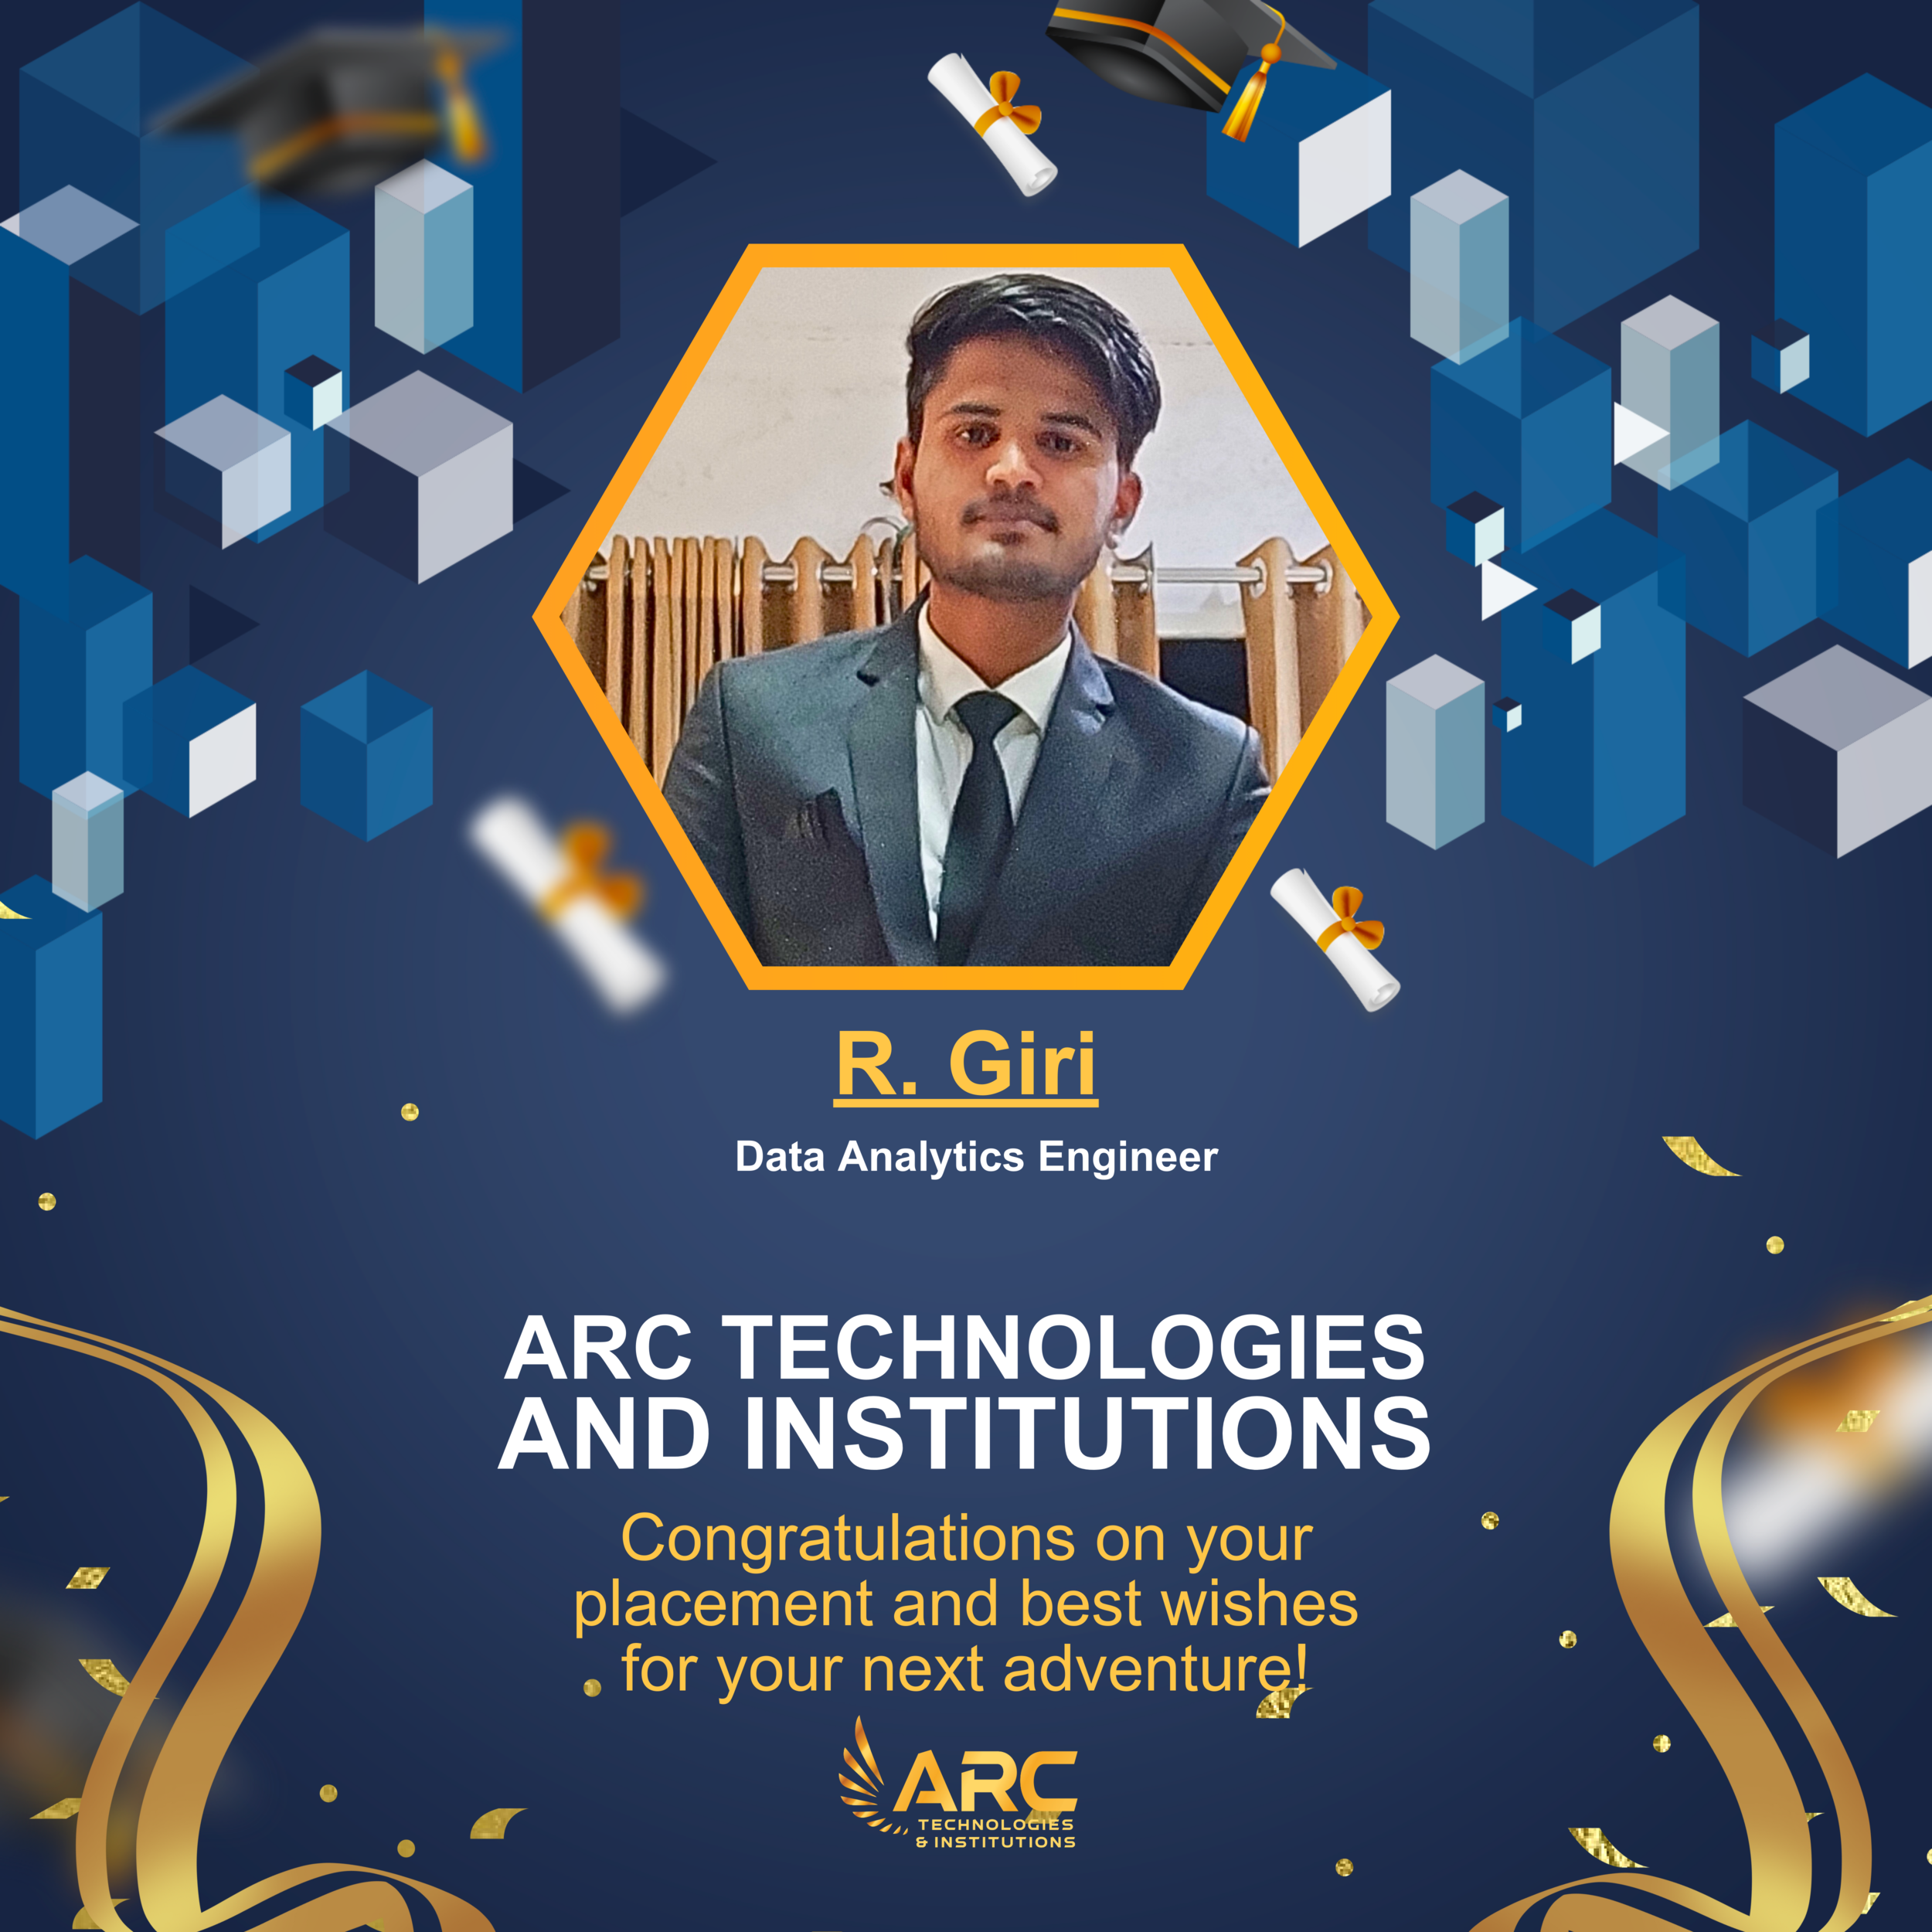 R. Giri
Data Analytics Engineer
ARC TECHNOLOGIES
AND INSTITUTIONS
Congratulations on your
placement and best wishes
for your next adventure!
ARC
TECHNOLOGIES
& INSTITUTIONS